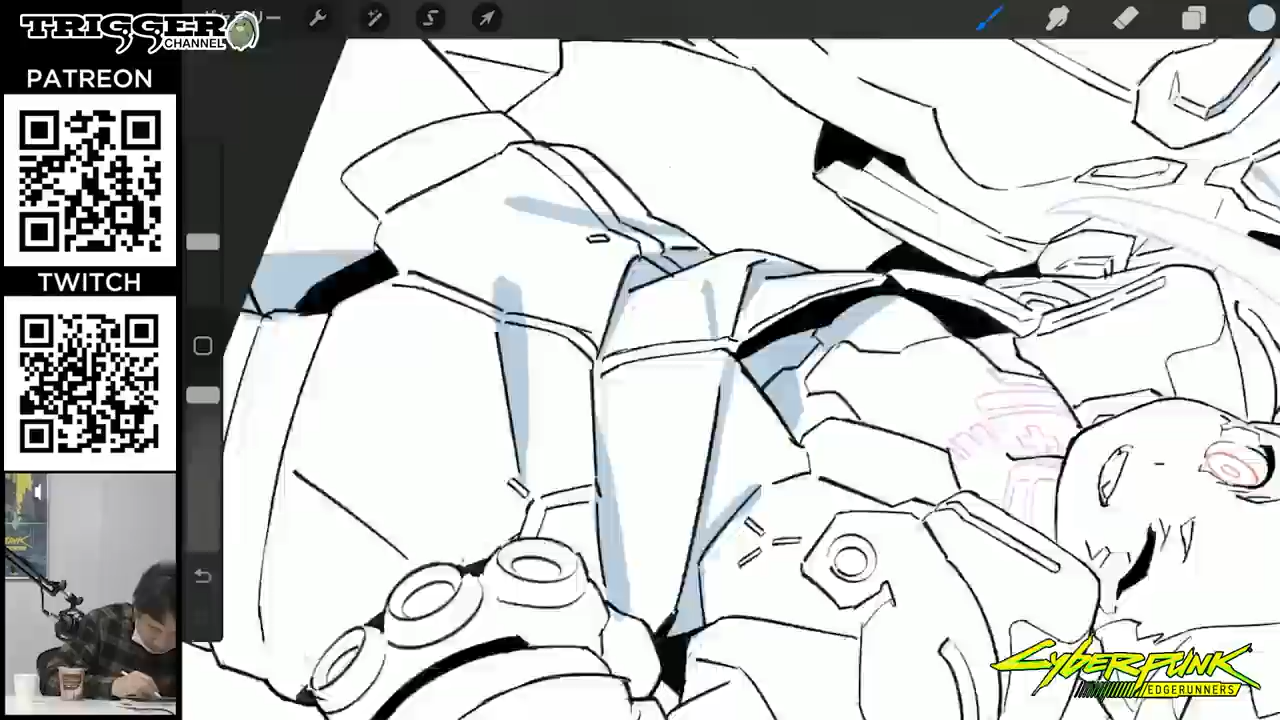 TRIGGER
CHANNEL
PATREON
TWITCH
CYBERPUNK
EDGERUNNERS